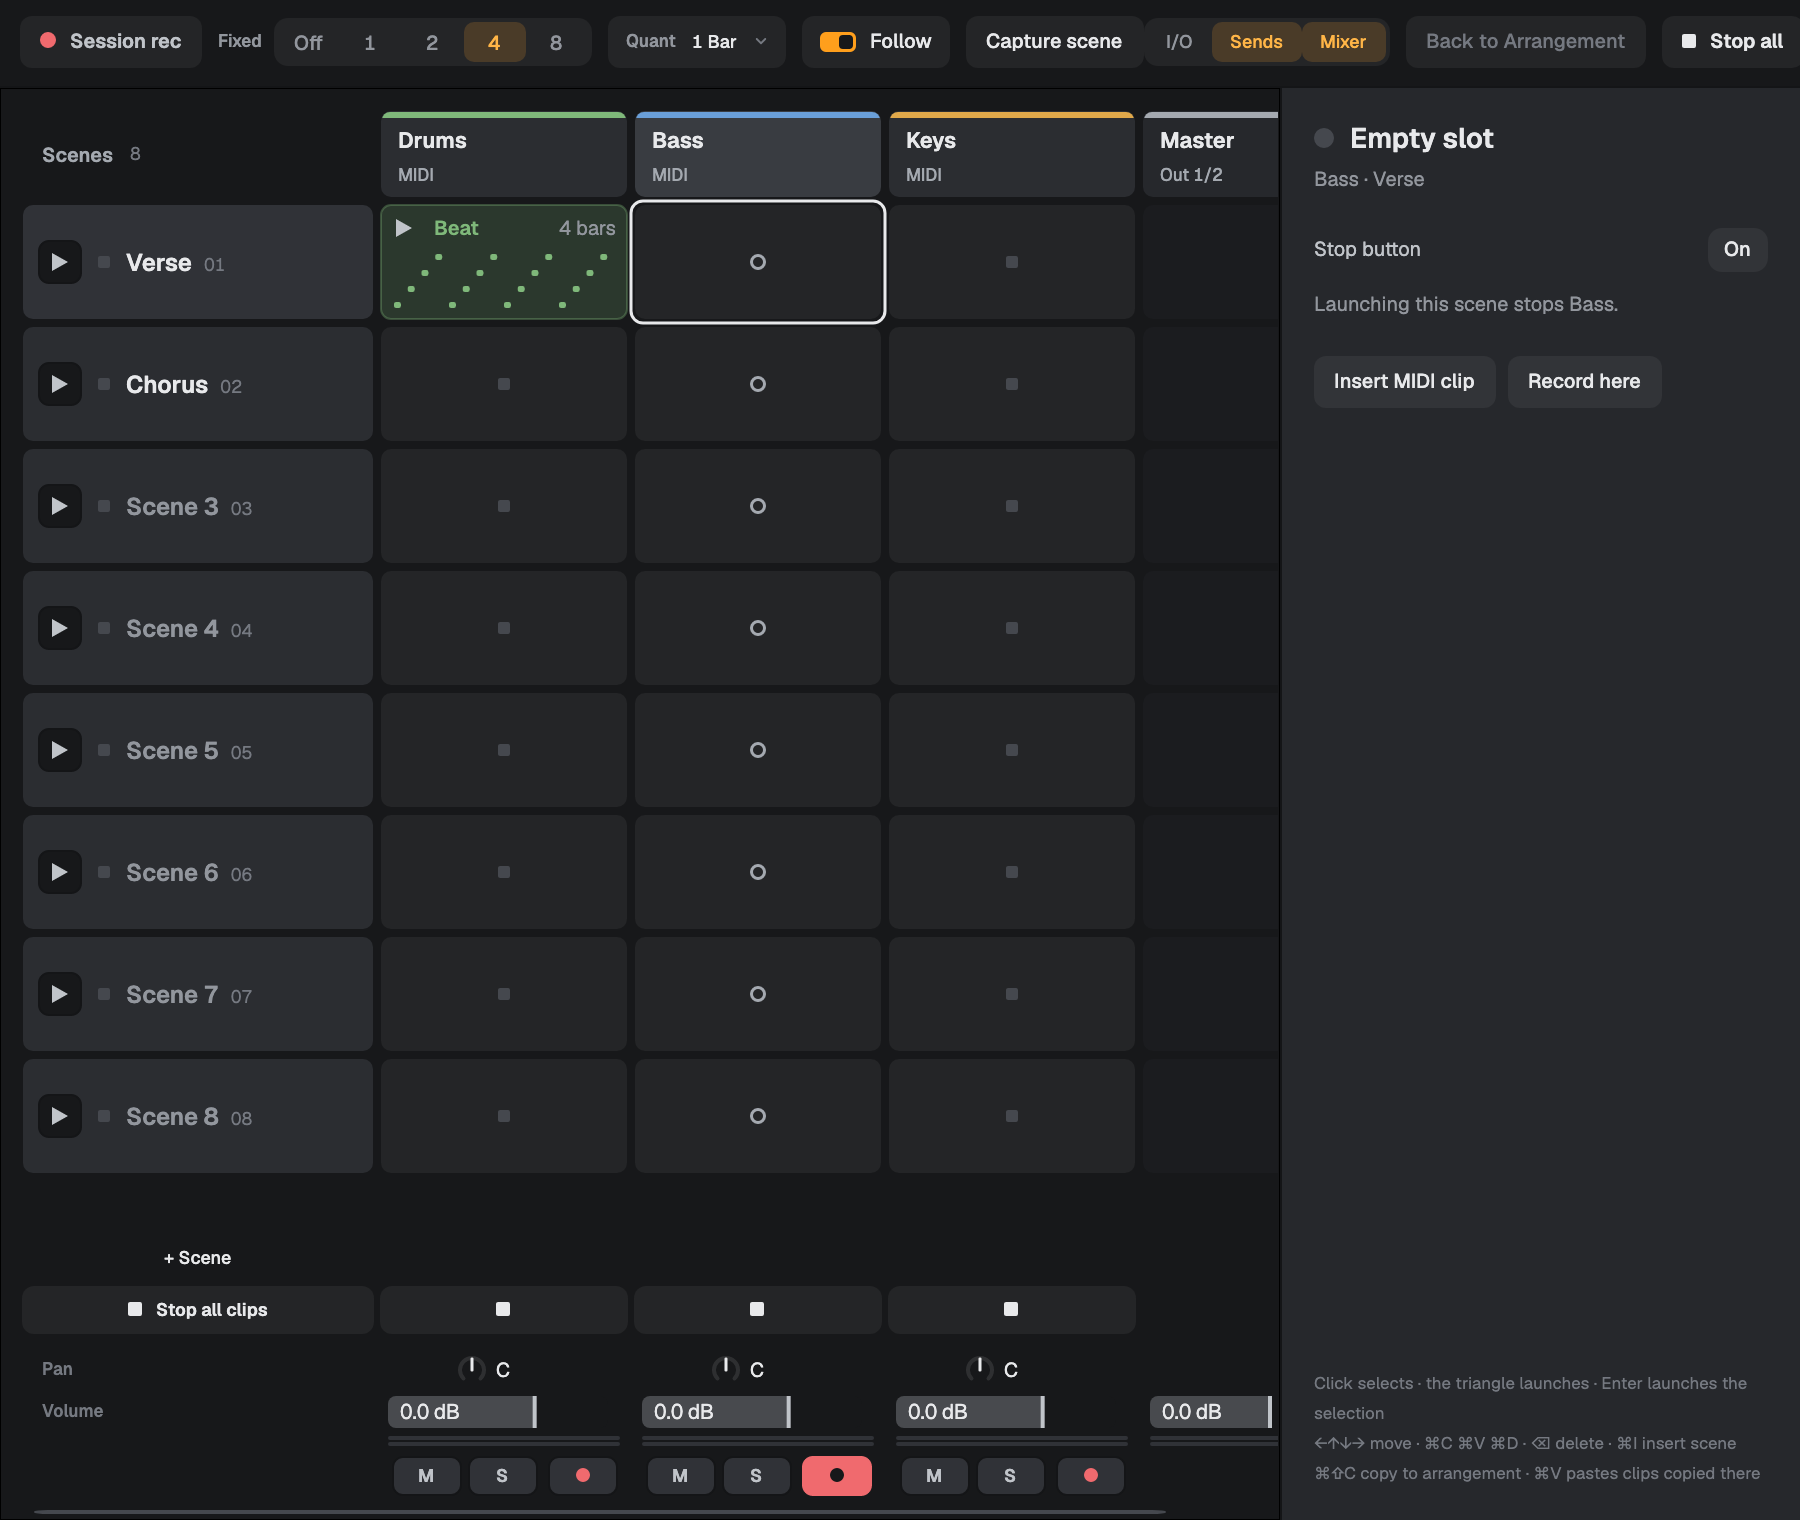 Session rec
Fixed
Off 1 2 4 8
Quant 1 Bar
Follow
Capture scene
I/O Sends Mixer
Back to Arrangement
Stop all
Scenes 8
Drums
MIDI
Bass
MIDI
Keys
MIDI
Master
Out 1/2
Verse 01
Beat 4 bars
Chorus 02
Scene 3 03
Scene 4 04
Scene 5 05
Scene 6 06
Scene 7 07
Scene 8 08
+ Scene
Stop all clips
Pan C C C
Volume 0.0 dB 0.0 dB 0.0 dB 0.0 dB
M S M S M S
Empty slot
Bass · Verse
Stop button On
Launching this scene stops Bass.
Insert MIDI clip Record here
Click selects · the triangle launches · Enter launches the
selection
←↑↓→ move · ⌘C ⌘V ⌘D · ⌫ delete · ⌘I insert scene
⌘⇧C copy to arrangement · ⌘V pastes clips copied there